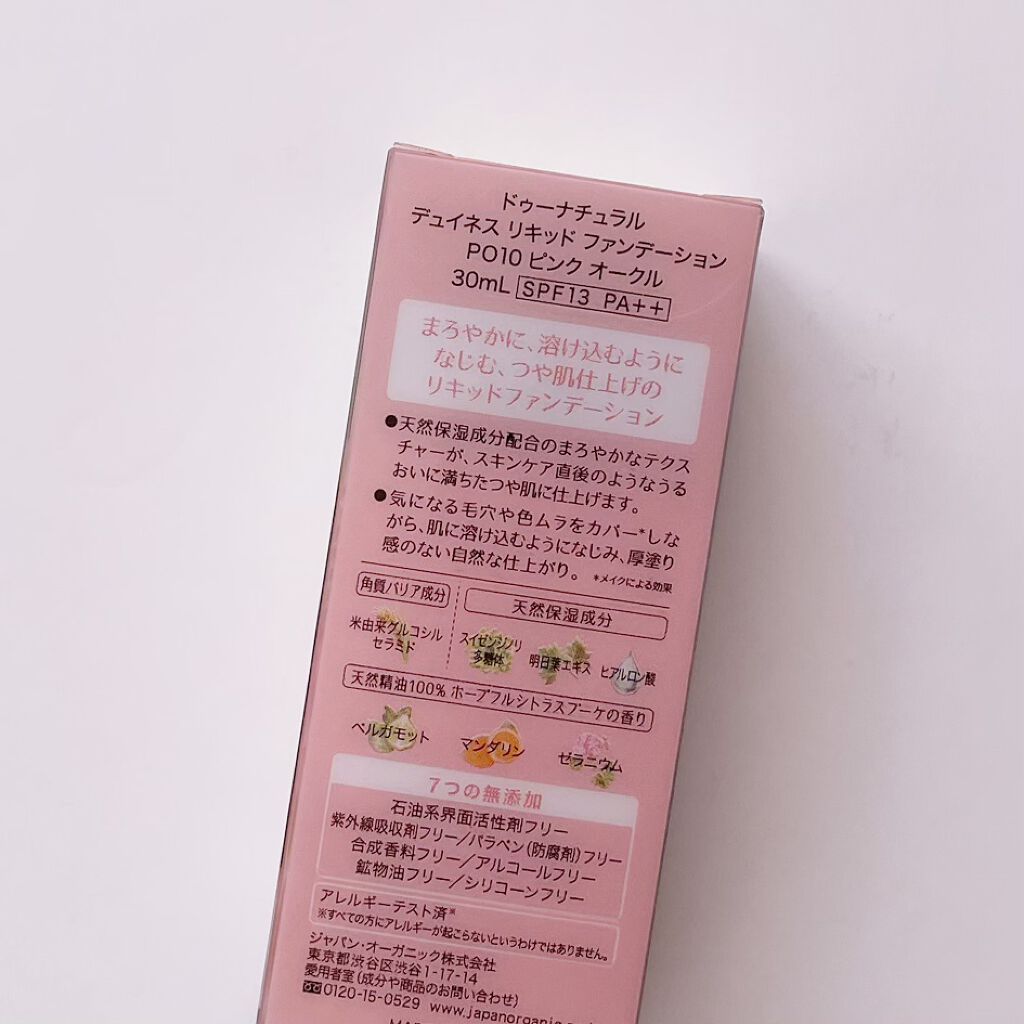 ドゥーナチュラル
デュイネス リキッド ファンデーション
PO10 ピンク オークル
30mL SPF13 PA++
まろやかに、溶け込むように
なじむ、つや肌仕上げの
リキッドファンデーション
●天然保湿成分配合のまろやかなテクス
チャーが、スキンケア直後のようなうる
おいに満ちたつや肌に仕上げます。
●気になる毛穴や色ムラをカバー*しな
がら、肌に溶け込むようになじみ、厚塗り
感のない自然な仕上がり。 *メイクによる効果
角質バリア成分 天然保湿成分
米由来グルコシル
セラミド
スイゼンジノリ
多糖体
明日葉エキス ヒアルロン酸
天然精油100% ホープフルシトラスブーケの香り
ベルガモット マンダリン ゼラニウム
7つの無添加
石油系界面活性剤フリー
紫外線吸収剤フリー/パラベン(防腐剤)フリー
合成香料フリー/アルコールフリー
鉱物油フリー/シリコーンフリー
アレルギーテスト済※
※すべての方にアレルギーが起こらないというわけではありません。
ジャパン・オーガニック株式会社
東京都渋谷区渋谷1-17-14
愛用者室(成分や商品のお問い合わせ)
0120-15-0529 www.japanorganic